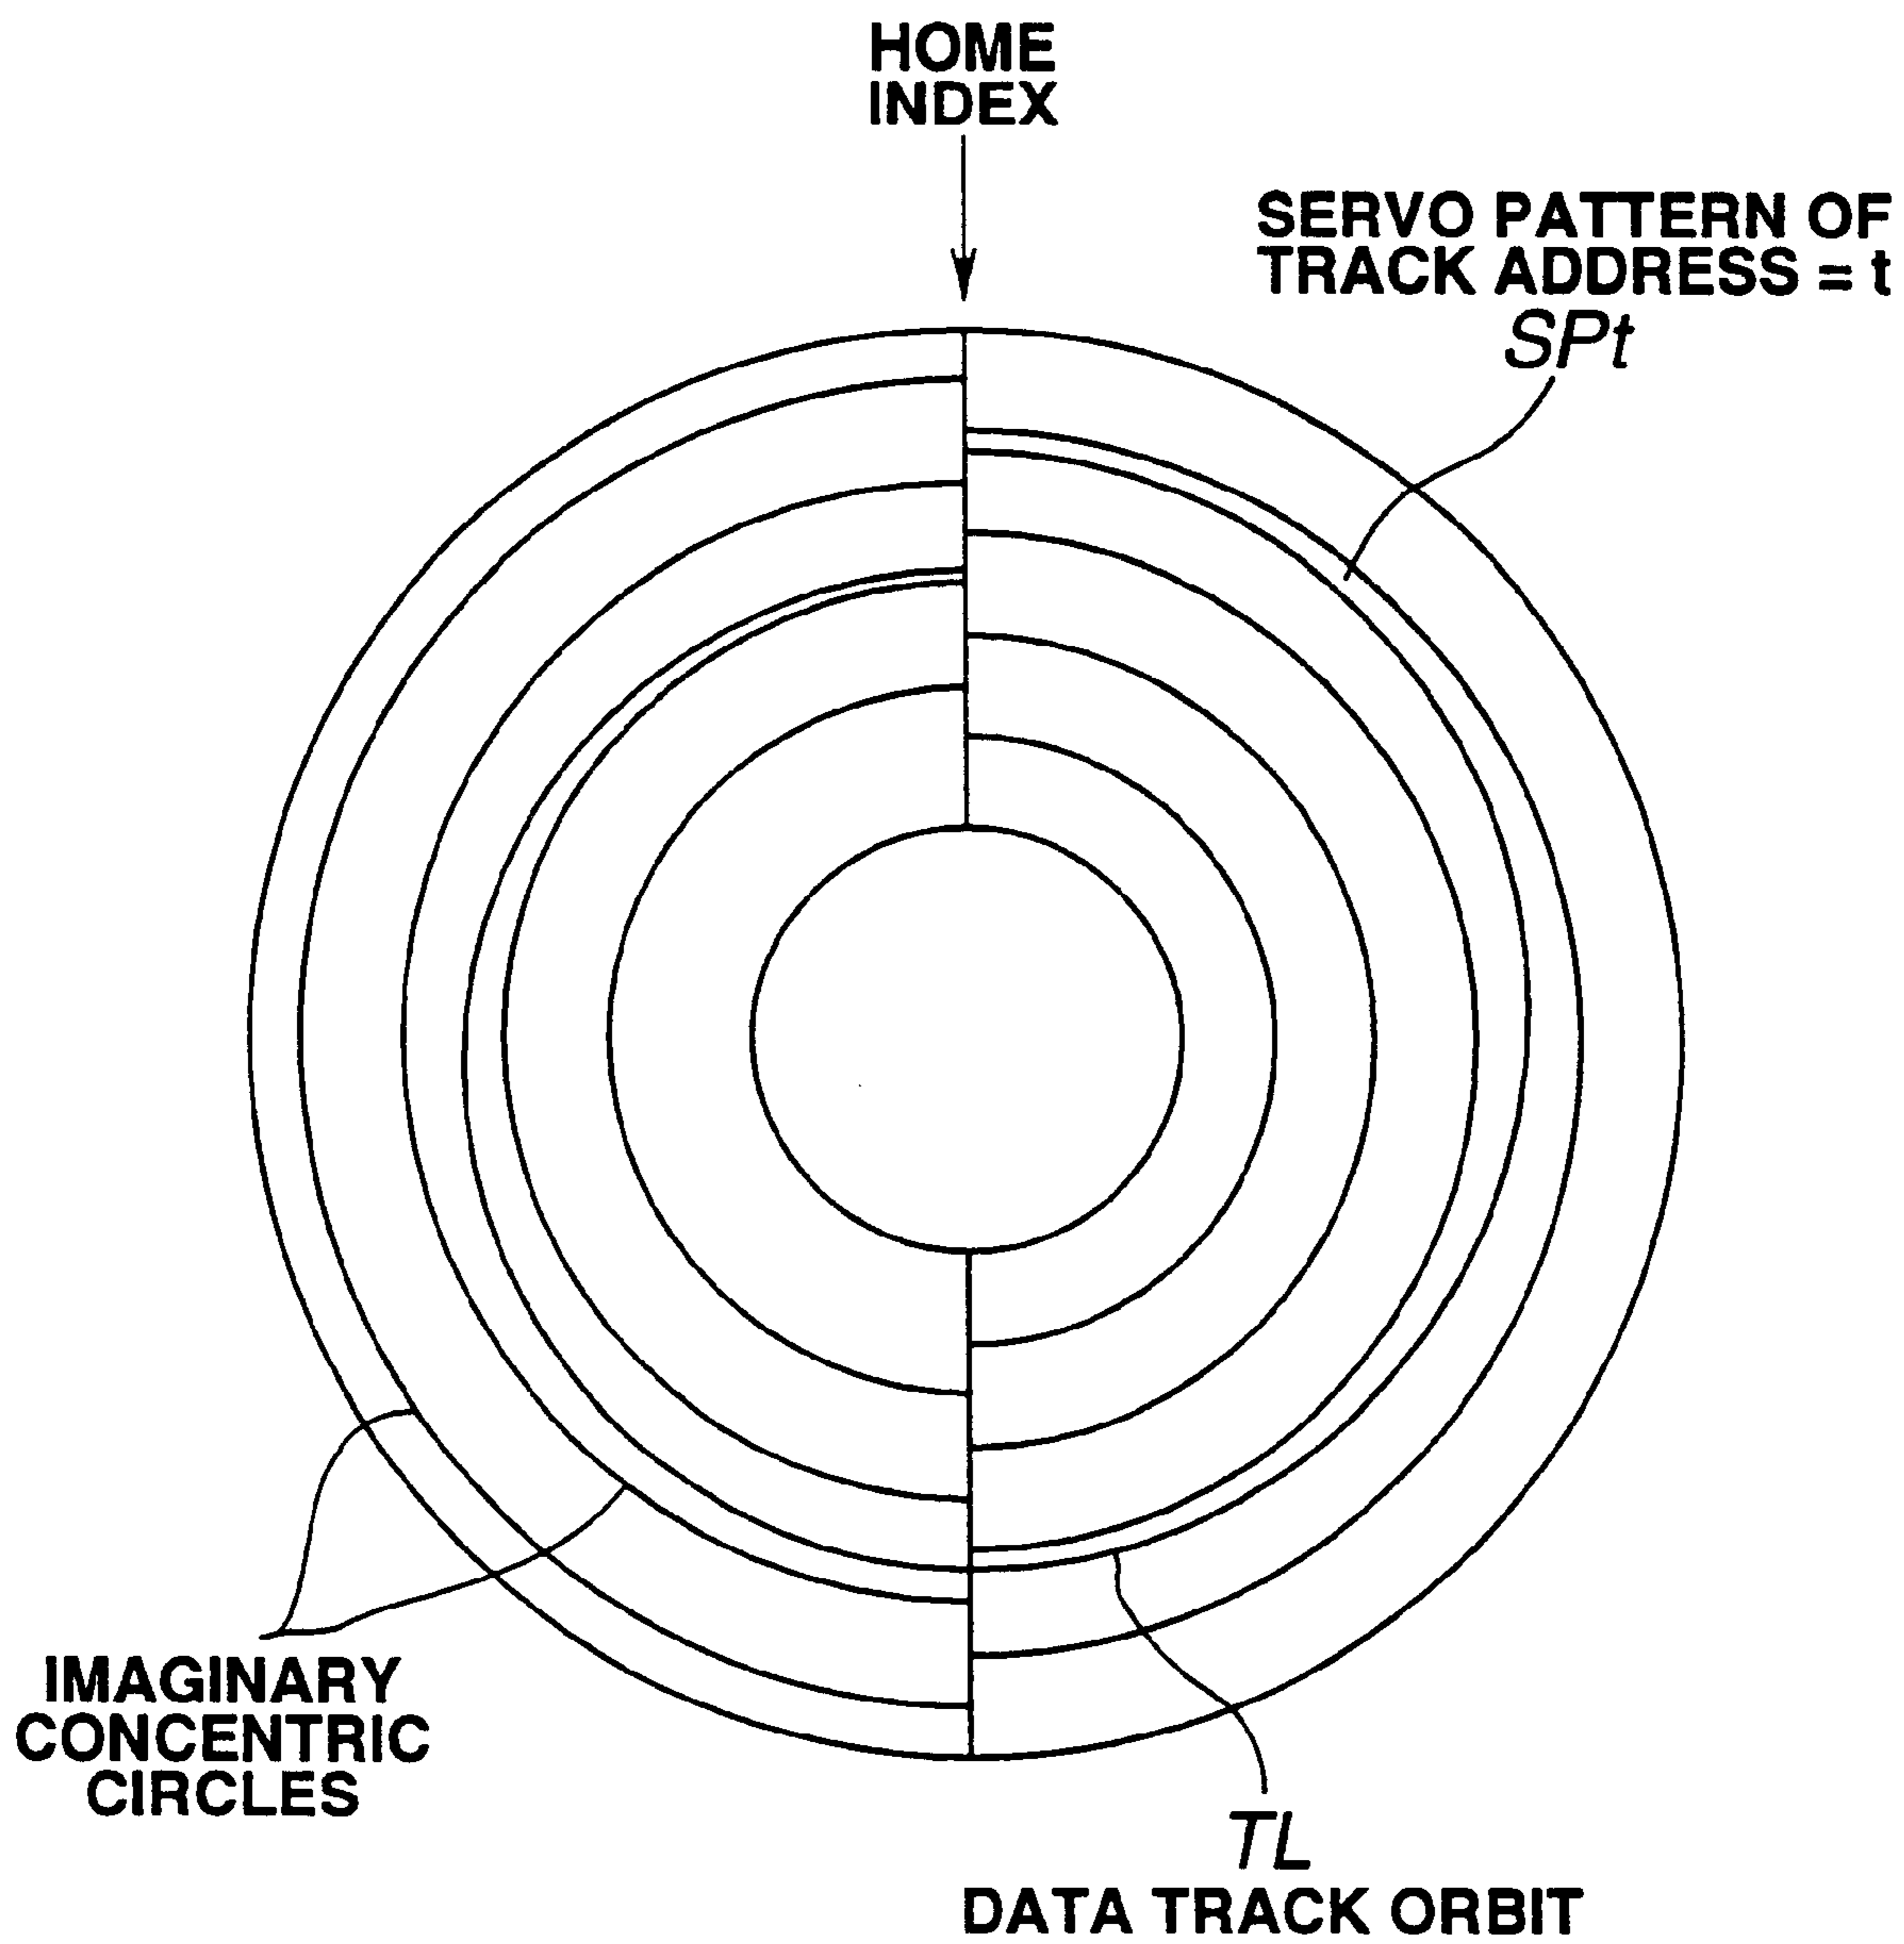 HOME
INDEX
SERVO PATTERN OF
TRACK ADDRESS = t
SPt
IMAGINARY
CONCENTRIC
CIRCLES
TL
DATA TRACK ORBIT